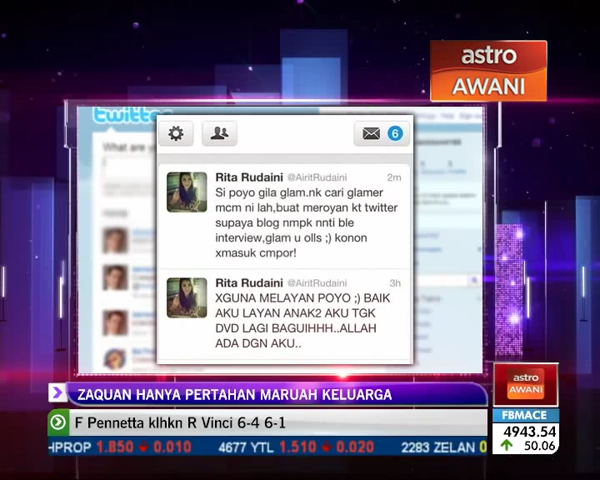 astro
AWANI
twitter
What are
6
Rita Rudaini @AiritRudaini 2m
Si poyo gila glam.nk cari glamer
mcm ni lah,buat meroyan kt twitter
supaya blog nmpk nnti ble
interview,glam u olls ;) konon
xmasuk cmpor!
Rita Rudaini @AiritRudaini 3h
XGUNA MELAYAN POYO ;) BAIK
AKU LAYAN ANAK2 AKU TGK
DVD LAGI BAGUIHHH..ALLAH
ADA DGN AKU..
ZAQUAN HANYA PERTAHAN MARUAH KELUARGA
astro
AWANI
F Pennetta klhkn R Vinci 6-4 6-1
FBMACE
4943.54
50.06
HPROP 1.850 0.010 4677 YTL 1.510 0.020 2283 ZELAN 0